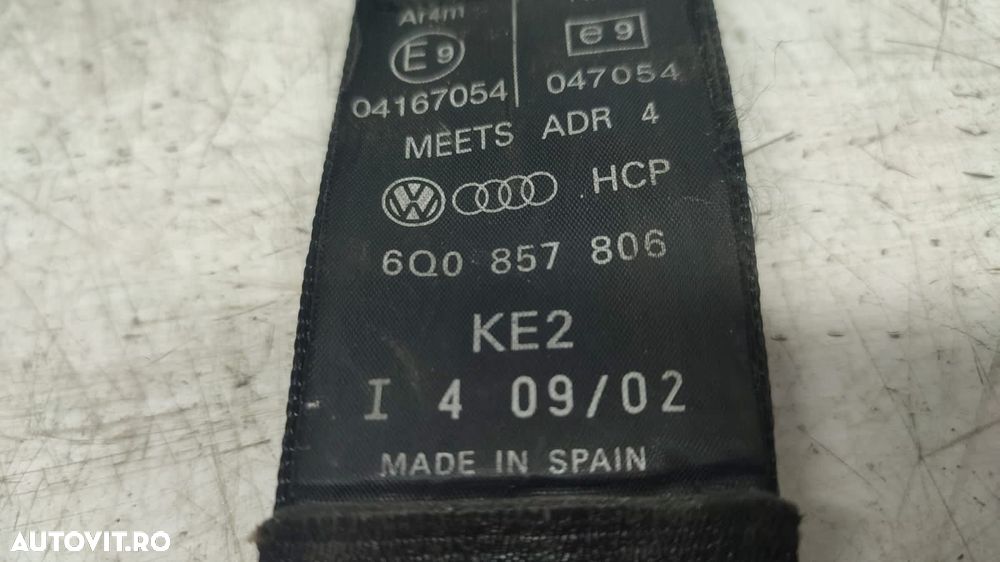 Ar4m
E9 e9
04167054 047054
MEETS ADR 4
HCP
6Q0 857 806
KE2
I 4 09/02
MADE IN SPAIN
AUTOVIT.RO